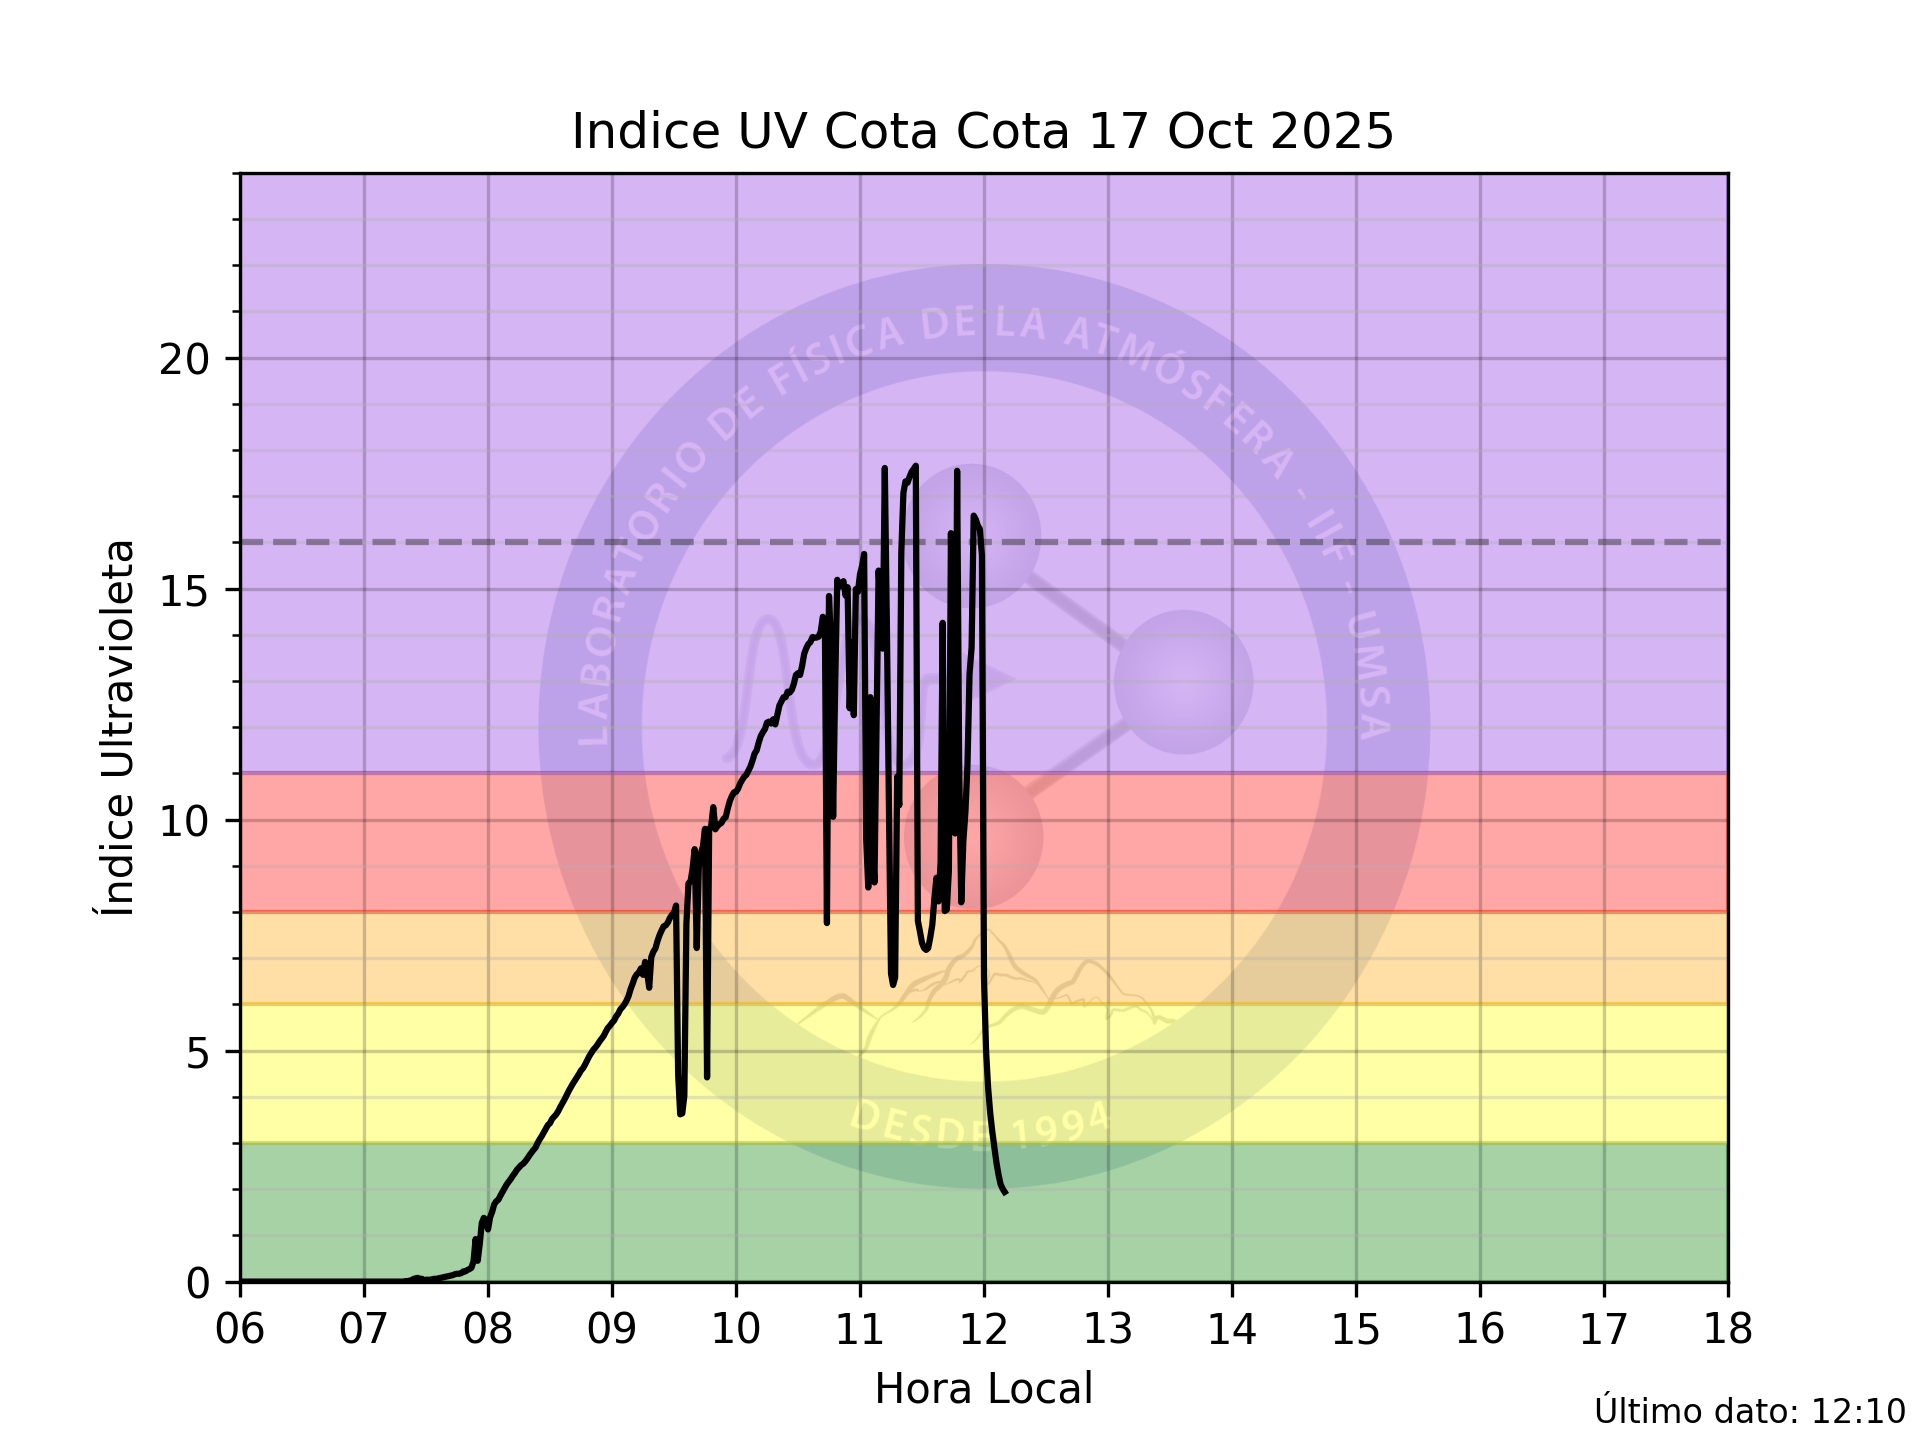 Indice UV Cota Cota 17 Oct 2025
Índice Ultravioleta
20
15
10
5
0
LABORATORIO DE FÍSICA DE LA ATMÓSFERA - IIF - UMSA
DESDE 1994
06 07 08 09 10 11 12 13 14 15 16 17 18
Hora Local
Último dato: 12:10